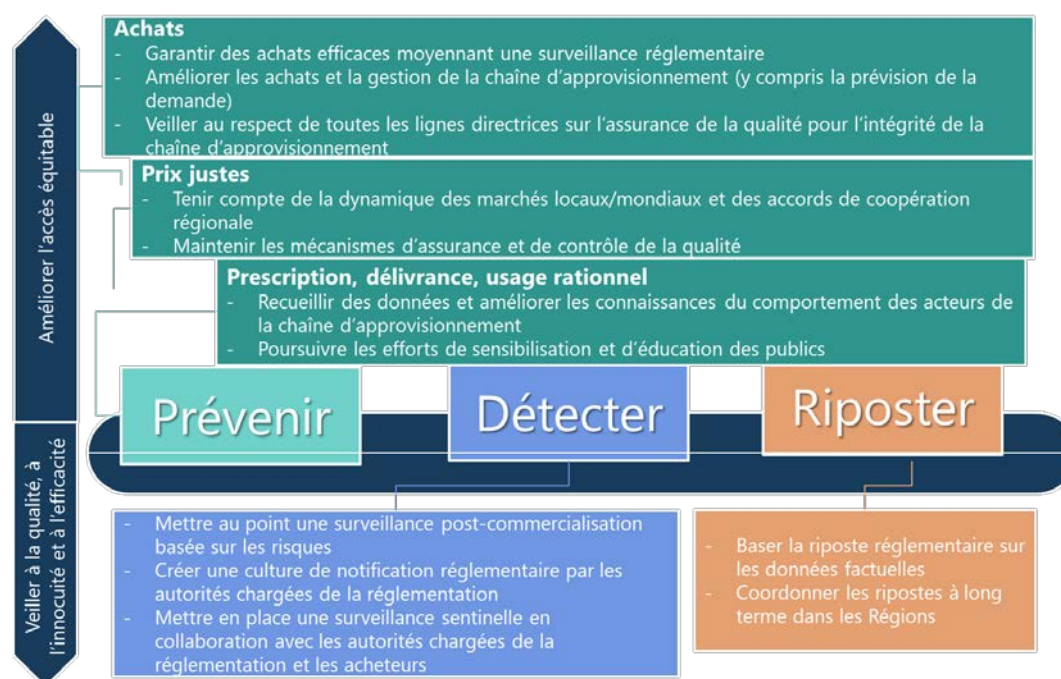 Améliorer l'accès équitable
Achats
- Garantir des achats efficaces moyennant une surveillance réglementaire
- Améliorer les achats et la gestion de la chaîne d'approvisionnement (y compris la prévision de la
demande)
- Veiller au respect de toutes les lignes directrices sur l'assurance de la qualité pour l'intégrité de la
chaîne d'approvisionnement
Prix justes
- Tenir compte de la dynamique des marchés locaux/mondiaux et des accords de coopération
régionale
- Maintenir les mécanismes d'assurance et de contrôle de la qualité
Prescription, délivrance, usage rationnel
- Recueillir des données et améliorer les connaissances du comportement des acteurs de
la chaîne d'approvisionnement
- Poursuivre les efforts de sensibilisation et d'éducation des publics
Prévenir
Détecter
Riposter
Veiller à la qualité, à
l'innocuité et à l'efficacité
- Mettre au point une surveillance post-commercialisation
basée sur les risques
- Créer une culture de notification réglementaire par les
autorités chargées de la réglementation
- Mettre en place une surveillance sentinelle en
collaboration avec les autorités chargées de la
réglementation et les acheteurs
- Baser la riposte réglementaire sur
les données factuelles
- Coordonner les ripostes à long
terme dans les Régions